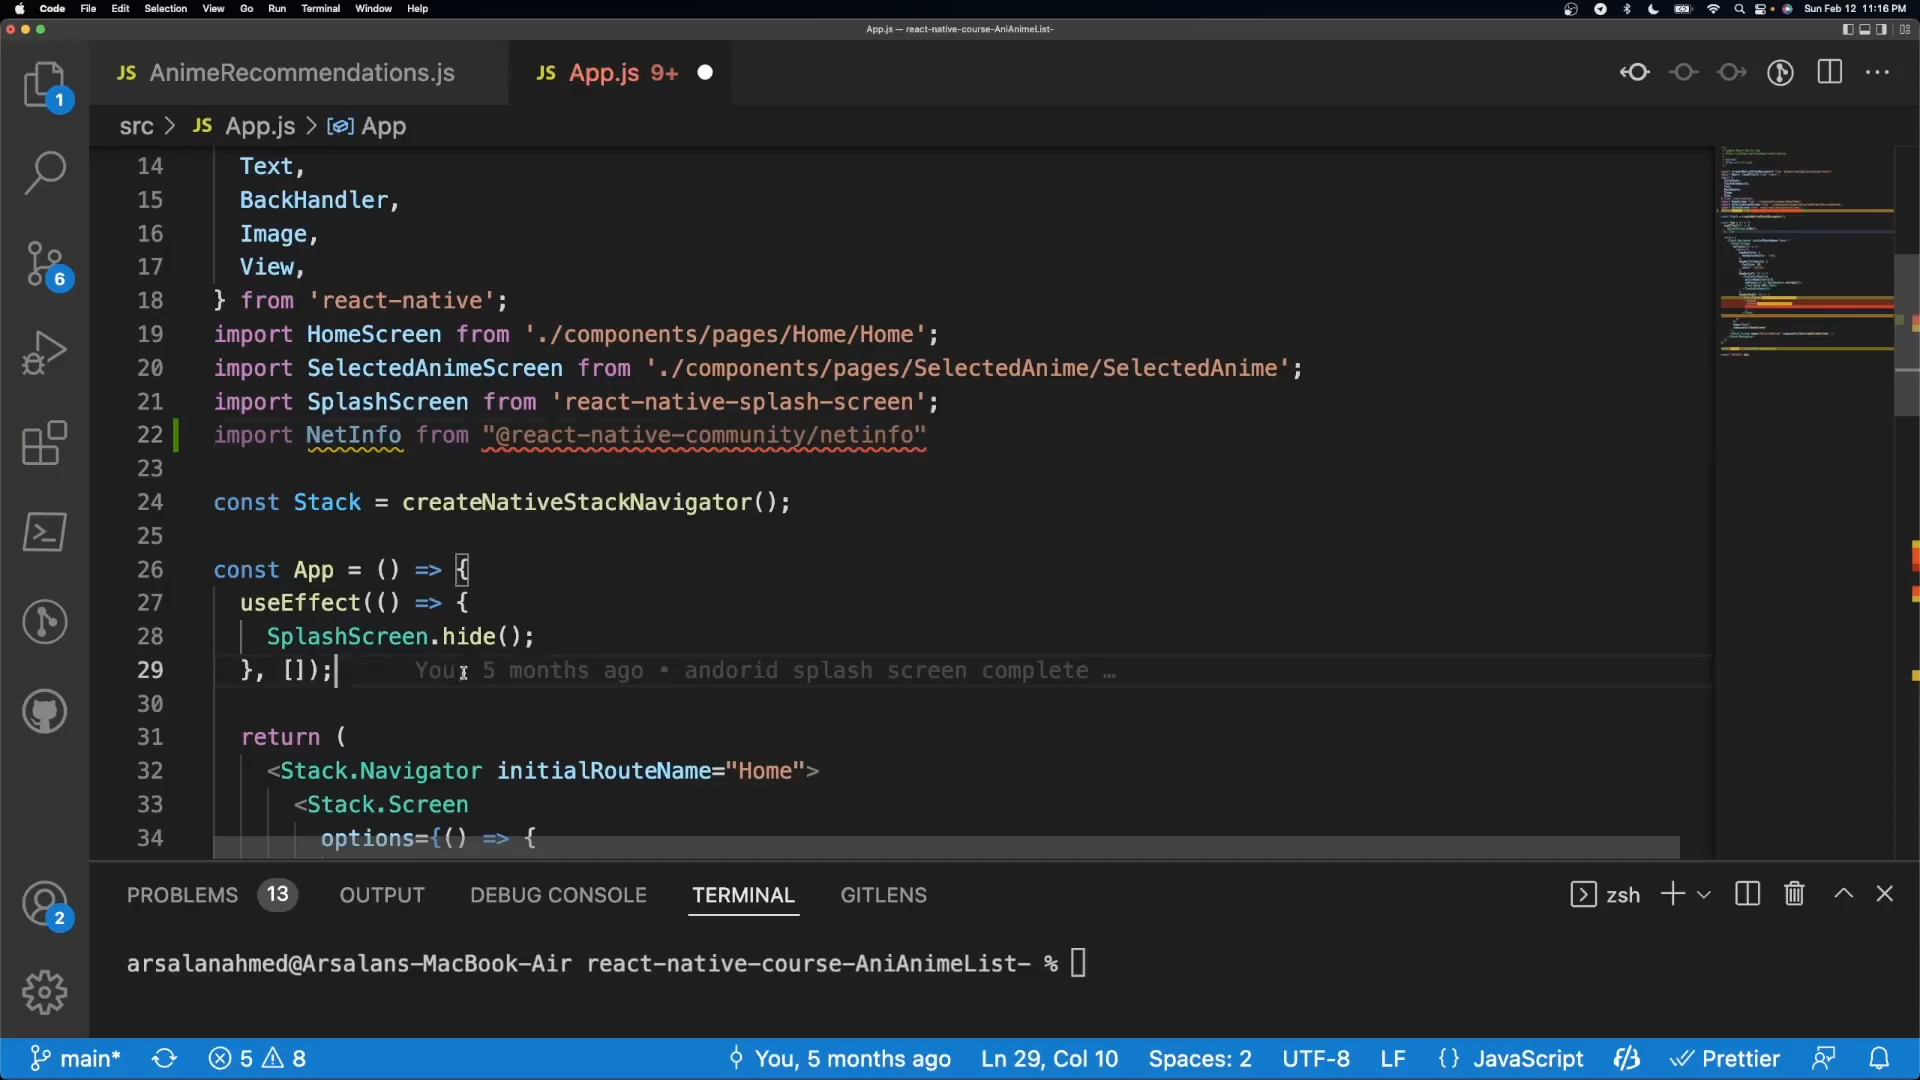 Code File Edit Selection View Go Run Terminal Window Help Sun Feb 12 11:16 PM
App.js — react-native-course-AniAnimeList-
JS AnimeRecommendations.js JS App.js 9+
src > JS App.js > App
14 Text,
15 BackHandler,
16 Image,
17 View,
18 } from 'react-native';
19 import HomeScreen from './components/pages/Home/Home';
20 import SelectedAnimeScreen from './components/pages/SelectedAnime/SelectedAnime';
21 import SplashScreen from 'react-native-splash-screen';
22 import NetInfo from "@react-native-community/netinfo"
23
24 const Stack = createNativeStackNavigator();
25
26 const App = () => {
27 useEffect(() => {
28 SplashScreen.hide();
29 }, []); You, 5 months ago • andorid splash screen complete …
30
31 return (
32 <Stack.Navigator initialRouteName="Home">
33 <Stack.Screen
34 options={() => {
1
6
2
PROBLEMS 13 OUTPUT DEBUG CONSOLE TERMINAL GITLENS zsh
arsalanahmed@Arsalans-MacBook-Air react-native-course-AniAnimeList- %
main* 5 8 You, 5 months ago Ln 29, Col 10 Spaces: 2 UTF-8 LF {} JavaScript Prettier